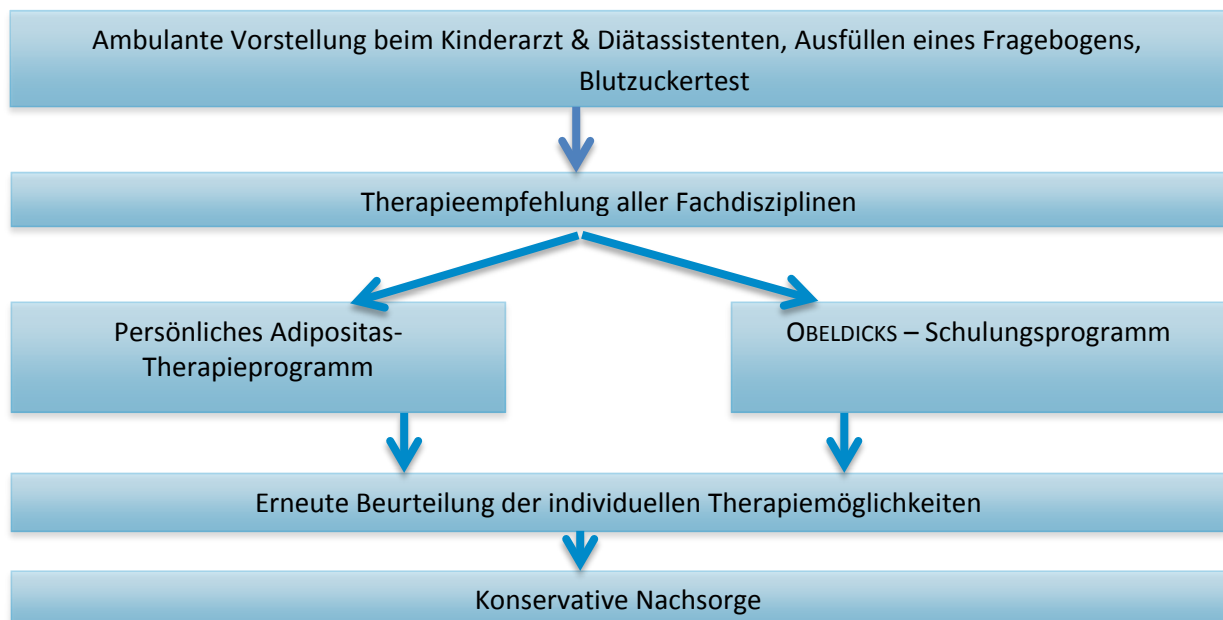 Ambulante Vorstellung beim Kinderarzt & Diätassistenten, Ausfüllen eines Fragebogens,
Blutzuckertest
Therapieempfehlung aller Fachdisziplinen
Persönliches Adipositas-
Therapieprogramm
OBELDICKS – Schulungsprogramm
Erneute Beurteilung der individuellen Therapiemöglichkeiten
Konservative Nachsorge